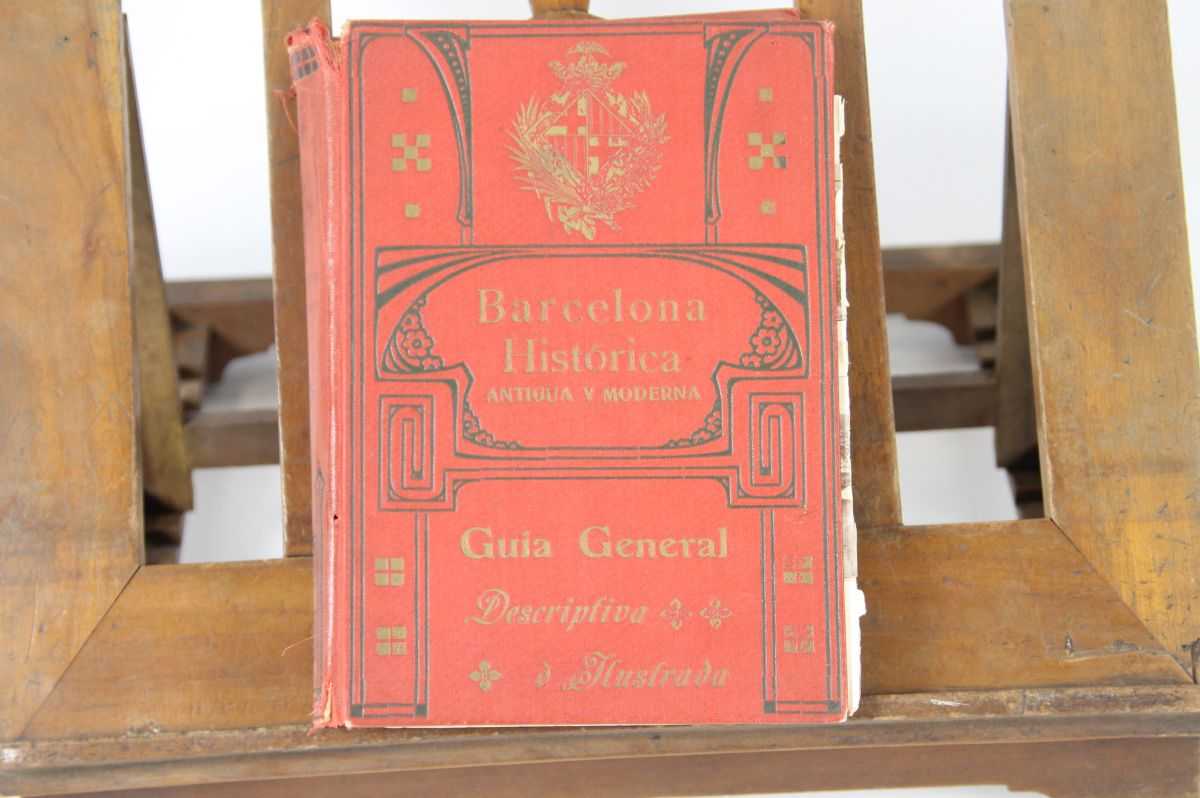 Barcelona
Histórica
ANTIGUA Y MODERNA
Guia General
Descriptiva
é Ilustrada